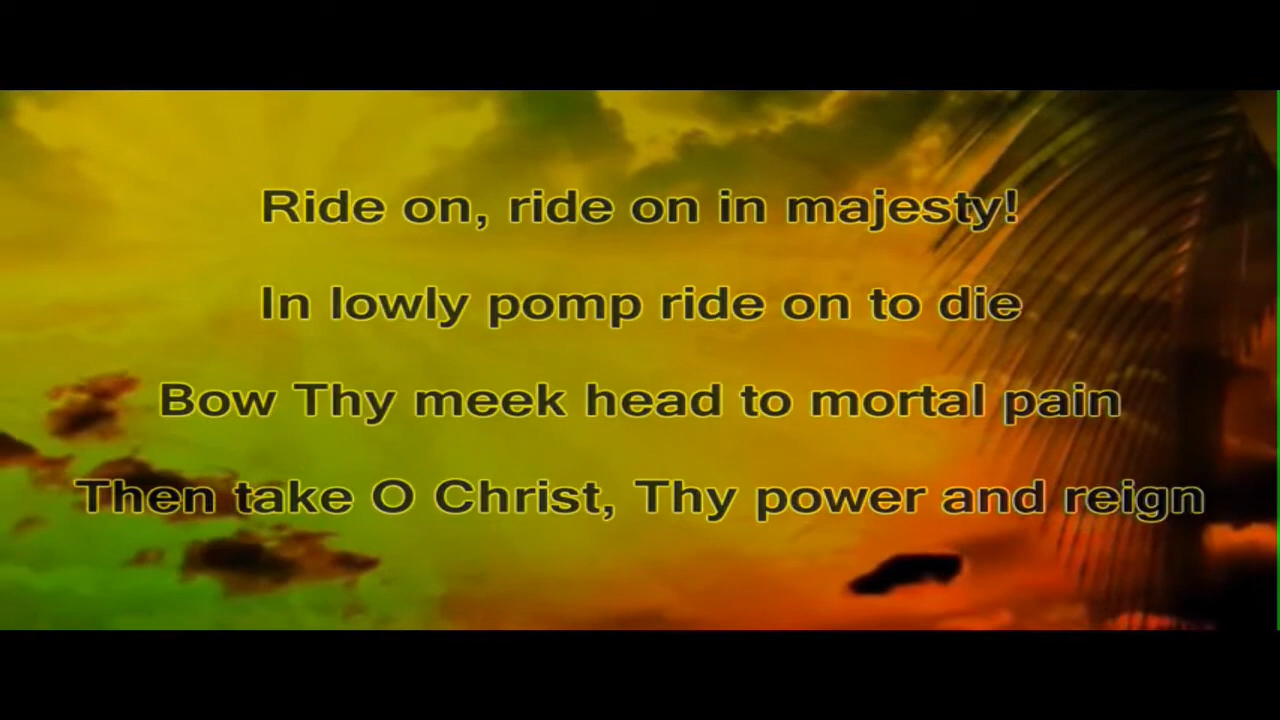 Ride on, ride on in majesty!
In lowly pomp ride on to die
Bow Thy meek head to mortal pain
Then take O Christ, Thy power and reign